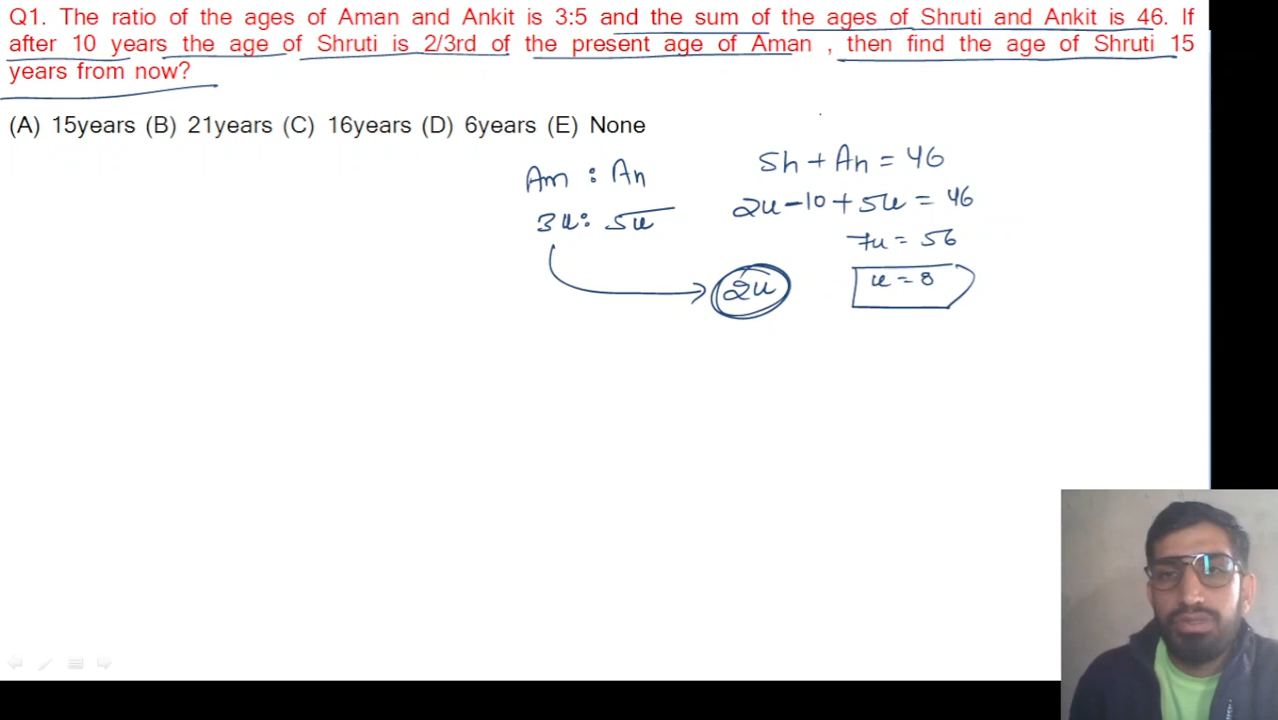 Q1. The ratio of the ages of Aman and Ankit is 3:5 and the sum of the ages of Shruti and Ankit is 46. If
after 10 years the age of Shruti is 2/3rd of the present age of Aman , then find the age of Shruti 15
years from now?
(A) 15years (B) 21years (C) 16years (D) 6years (E) None
Am : An
3u: 5u
2u
Sh + An = 46
2u-10+5u = 46
7u = 56
u = 8